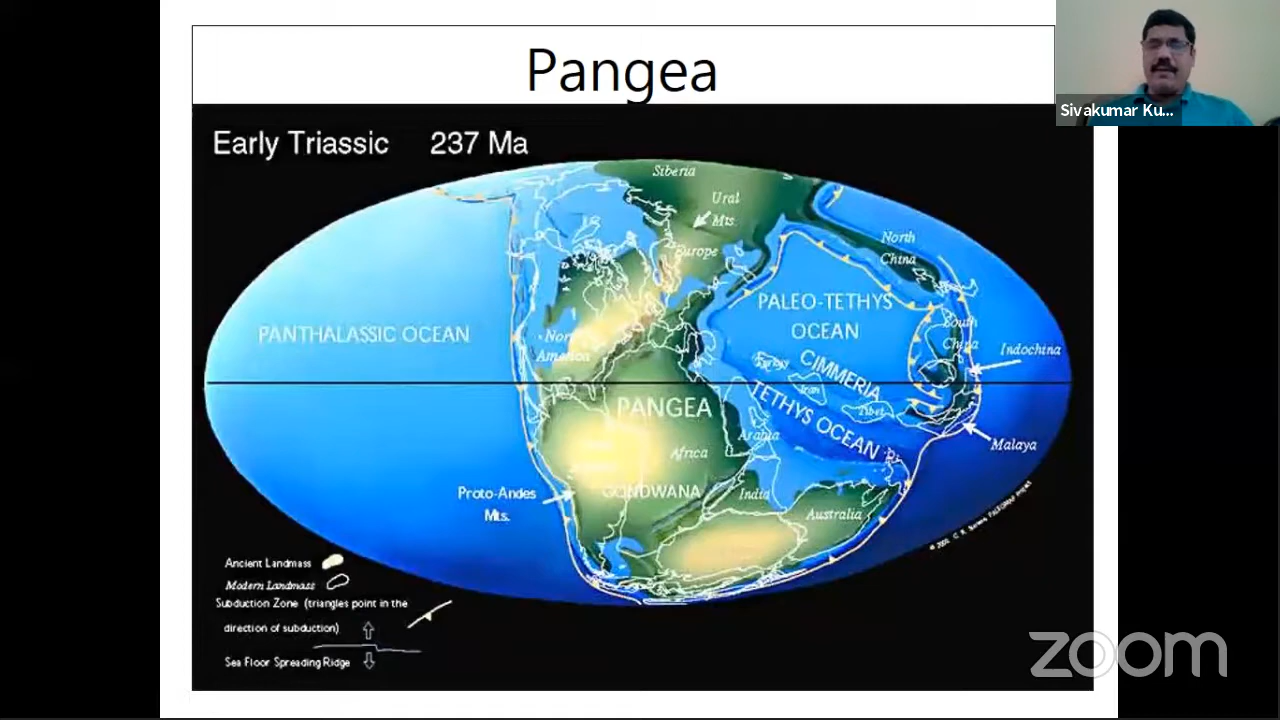 Pangea
Sivakumar Ku...
Early Triassic 237 Ma
Siberia
Ural
Mts.
Europe
North
China
PALEO-TETHYS
OCEAN
PANTHALASSIC OCEAN
North
America
South
China
Indochina
Turkey
CIMMERIA
Iran
Tibet
TETHYS OCEAN
PANGEA
Arabia
Africa
Malaya
Proto-Andes
Mts.
GONDWANA
India
Australia
Ancient Landmass
Modern Landmass
Subduction Zone (triangles point in the
direction of subduction)
Sea Floor Spreading Ridge
zoom